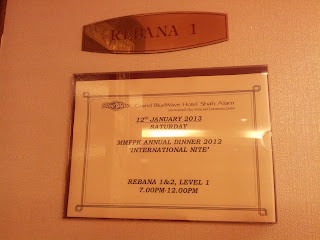 REBANA 1
Grand BlueWave Hotel Shah Alam
12TH JANUARY 2013
SATURDAY
MMFPK ANNUAL DINNER 2012
'INTERNATIONAL NITE'
REBANA 1&2, LEVEL 1
7.00PM-12.00PM